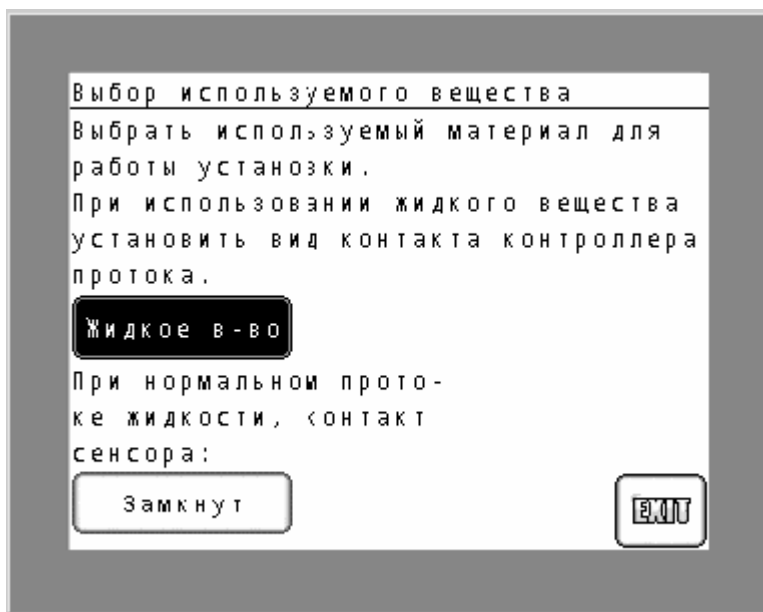 Выбор используемого вещества
Выбрать используемый материал для
работы установки.
При использовании жидкого вещества
установить вид контакта контроллера
протока.
Жидкое в-во
При нормальном прото-
ке жидкости, контакт
сенсора:
Замкнут
EXIT